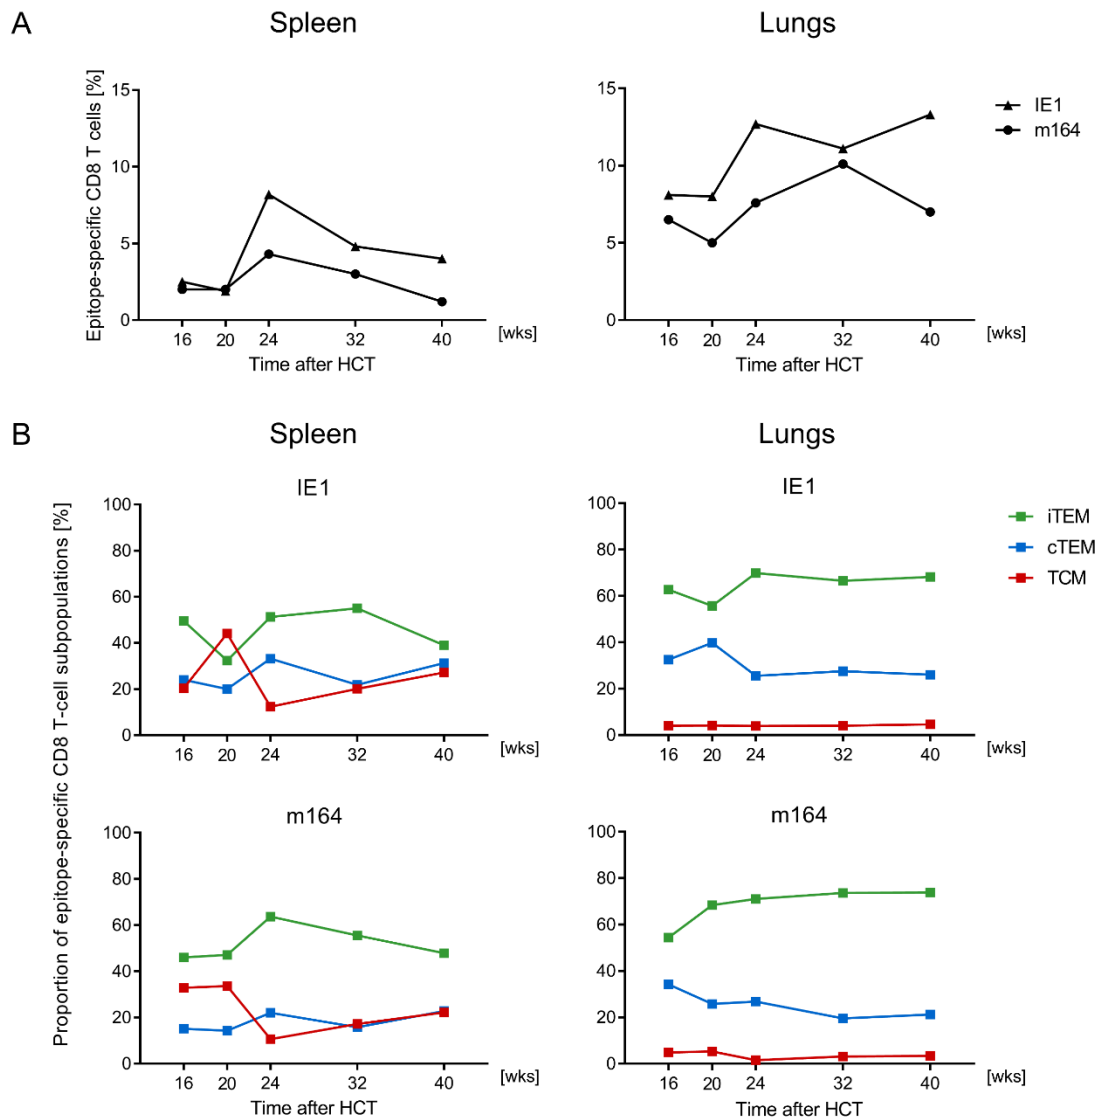 A
Spleen
Lungs
Epitope-specific CD8 T cells [%]
15
10
5
0
16 20 24 32 40 [wks]
Time after HCT
15
10
5
0
16 20 24 32 40 [wks]
Time after HCT
IE1
m164
B
Spleen
Lungs
Proportion of epitope-specific CD8 T-cell subpopulations [%]
IE1
100
80
60
40
20
0
16 20 24 32 40 [wks]
IE1
100
80
60
40
20
0
16 20 24 32 40 [wks]
iTEM
cTEM
TCM
m164
100
80
60
40
20
0
16 20 24 32 40 [wks]
Time after HCT
m164
100
80
60
40
20
0
16 20 24 32 40 [wks]
Time after HCT